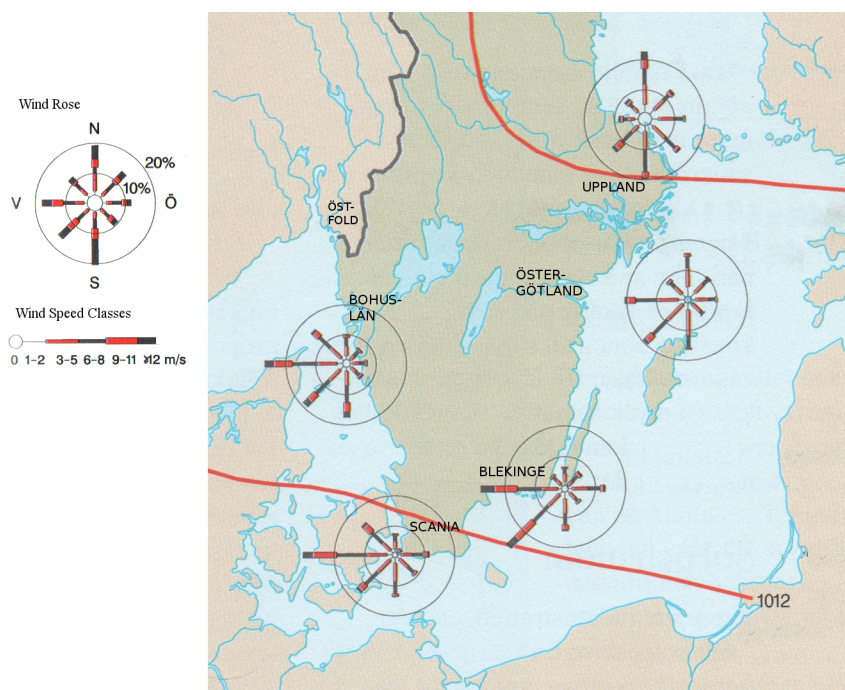 Wind Rose
N
20%
10%
V
Ö
S
Wind Speed Classes
0 1–2 3–5 6–8 9–11 >12 m/s
UPPLAND
ÖST-
FOLD
ÖSTER-
GÖTLAND
BOHUS-
LÄN
BLEKINGE
SCANIA
1012